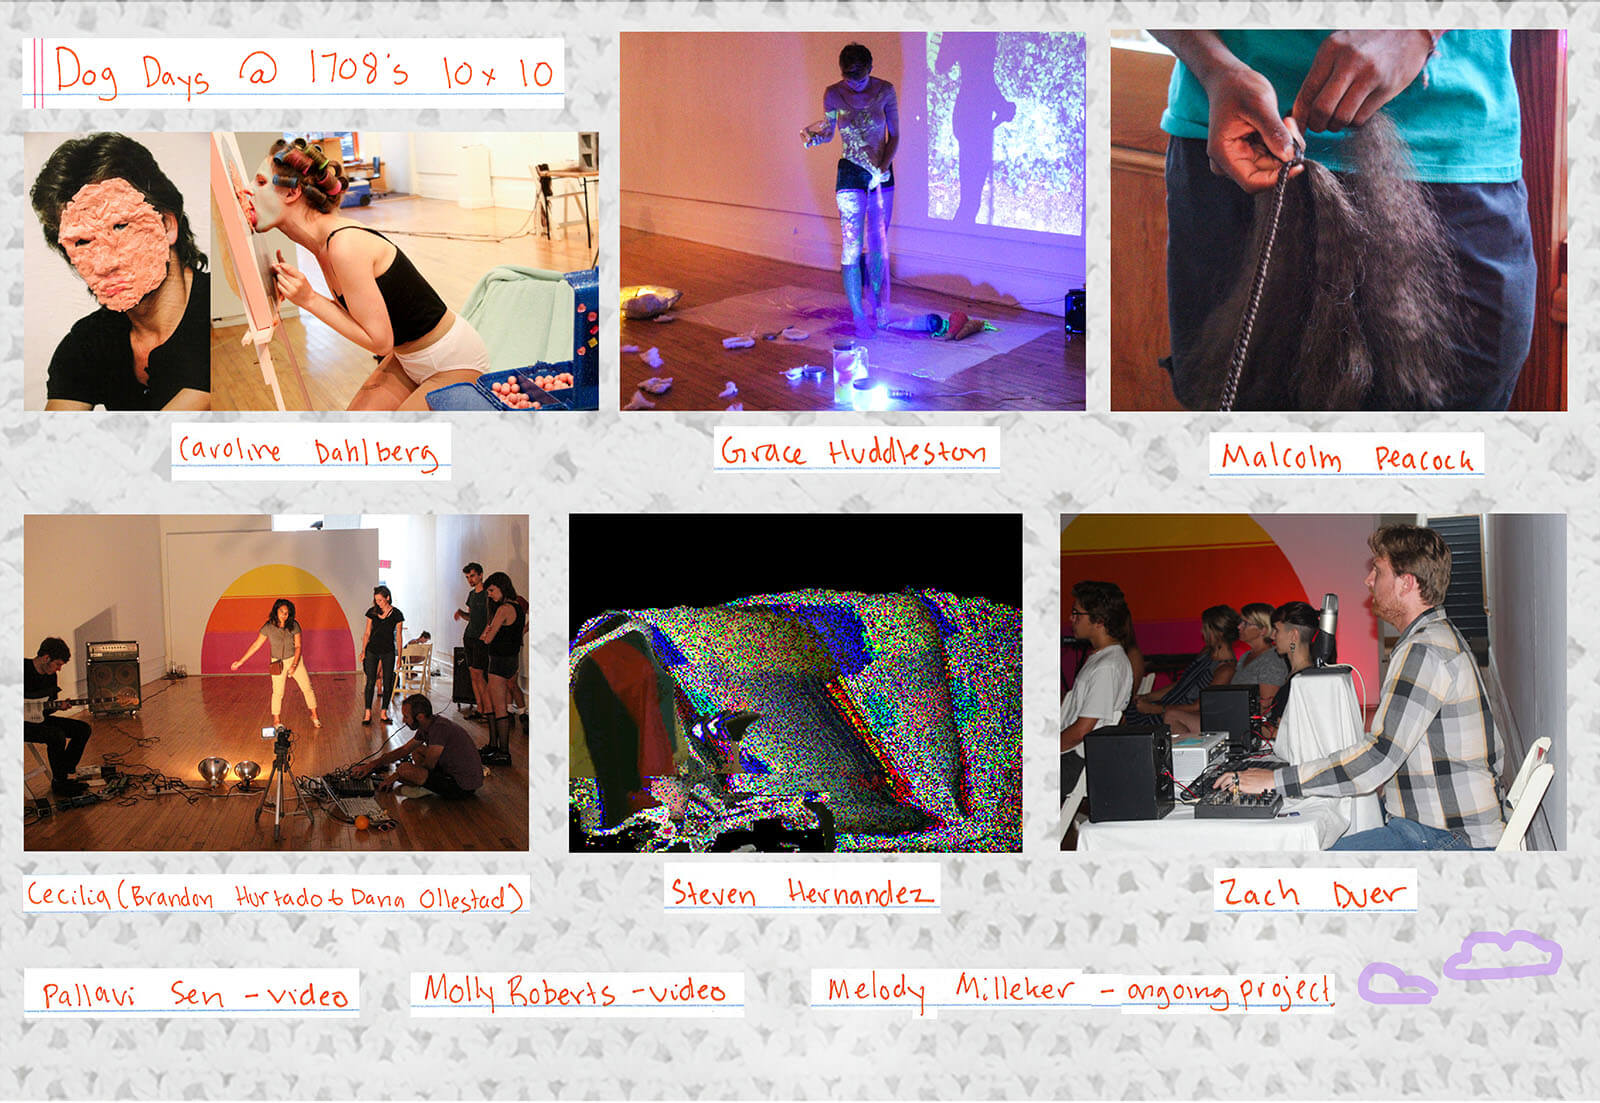 Dog Days @ 1708's 10x10
Caroline Dahlberg
Grace Huddleston
Malcolm Peacock
Cecilia (Brandon Hurtado & Dana Ollestad)
Steven Hernandez
Zach Duer
Pallavi Sen - video
Molly Roberts - video
Melody Milleker - ongoing project